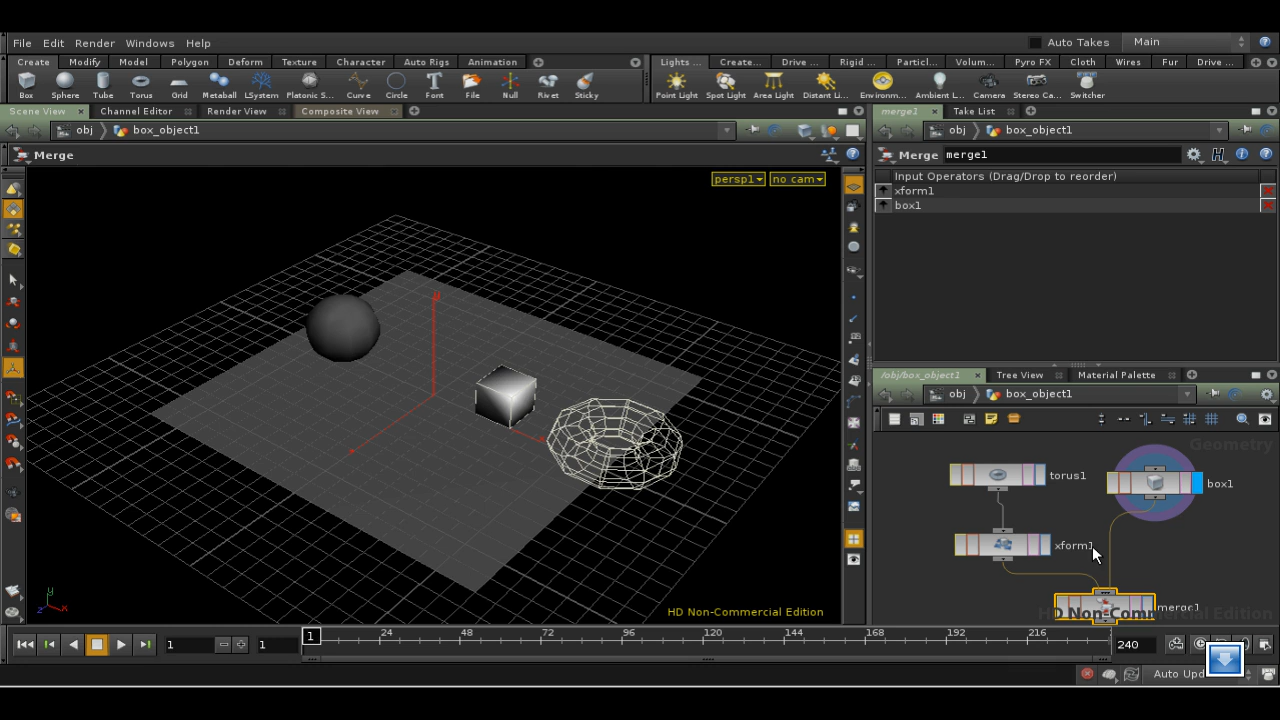 File Edit Render Windows Help Auto Takes Main
Create Modify Model Polygon Deform Texture Character Auto Rigs Animation Lights ... Create... Drive ... Rigid ... Particl... Volum... Pyro FX Cloth Wires Fur Drive ...
Box Sphere Tube Torus Grid Metaball LSystem Platonic S... Curve Circle Font File Null Rivet Sticky Point Light Spot Light Area Light Distant Li... Environm... Ambient L... Camera Stereo Ca... Switcher
Scene View Channel Editor Render View Composite View merge1 Take List
obj box_object1 obj box_object1
Merge Merge merge1
Input Operators (Drag/Drop to reorder)
xform1
box1
persp1 no cam
y
x
y
z x
HD Non-Commercial Edition
/obj/box_object1 Tree View Material Palette
obj box_object1
Geometry
torus1 box1
xform1
merge1
HD Non-Commercial Edition
1 1 1 24 48 72 96 120 144 168 192 216 240
Auto Upd